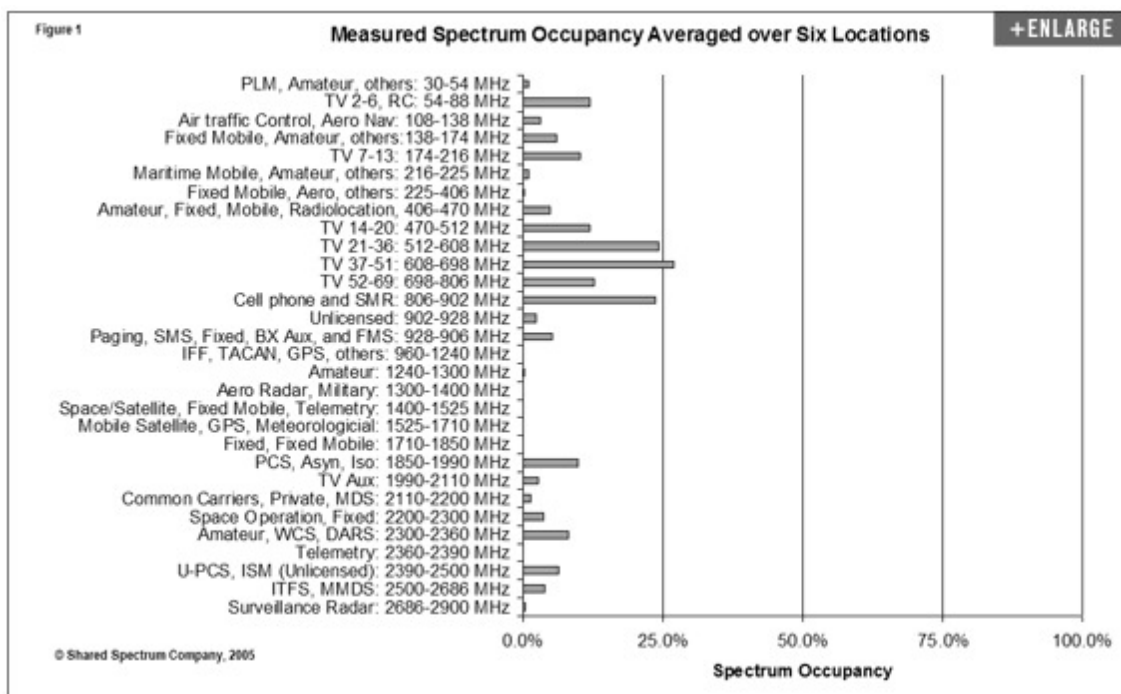 Figure 1
Measured Spectrum Occupancy Averaged over Six Locations
+ENLARGE
PLM, Amateur, others: 30-54 MHz
TV 2-6, RC: 54-88 MHz
Air traffic Control, Aero Nav: 108-138 MHz
Fixed Mobile, Amateur, others:138-174 MHz
TV 7-13: 174-216 MHz
Maritime Mobile, Amateur, others: 216-225 MHz
Fixed Mobile, Aero, others: 225-406 MHz
Amateur, Fixed, Mobile, Radiolocation, 406-470 MHz
TV 14-20: 470-512 MHz
TV 21-36: 512-608 MHz
TV 37-51: 608-698 MHz
TV 52-69: 698-806 MHz
Cell phone and SMR: 806-902 MHz
Unlicensed: 902-928 MHz
Paging, SMS, Fixed, BX Aux, and FMS: 928-906 MHz
IFF, TACAN, GPS, others: 960-1240 MHz
Amateur: 1240-1300 MHz
Aero Radar, Military: 1300-1400 MHz
Space/Satellite, Fixed Mobile, Telemetry: 1400-1525 MHz
Mobile Satellite, GPS, Meteorologicial: 1525-1710 MHz
Fixed, Fixed Mobile: 1710-1850 MHz
PCS, Asyn, Iso: 1850-1990 MHz
TV Aux: 1990-2110 MHz
Common Carriers, Private, MDS: 2110-2200 MHz
Space Operation, Fixed: 2200-2300 MHz
Amateur, WCS, DARS: 2300-2360 MHz
Telemetry: 2360-2390 MHz
U-PCS, ISM (Unlicensed): 2390-2500 MHz
ITFS, MMDS: 2500-2686 MHz
Surveillance Radar: 2686-2900 MHz
0.0% 25.0% 50.0% 75.0% 100.0%
Spectrum Occupancy
© Shared Spectrum Company, 2005